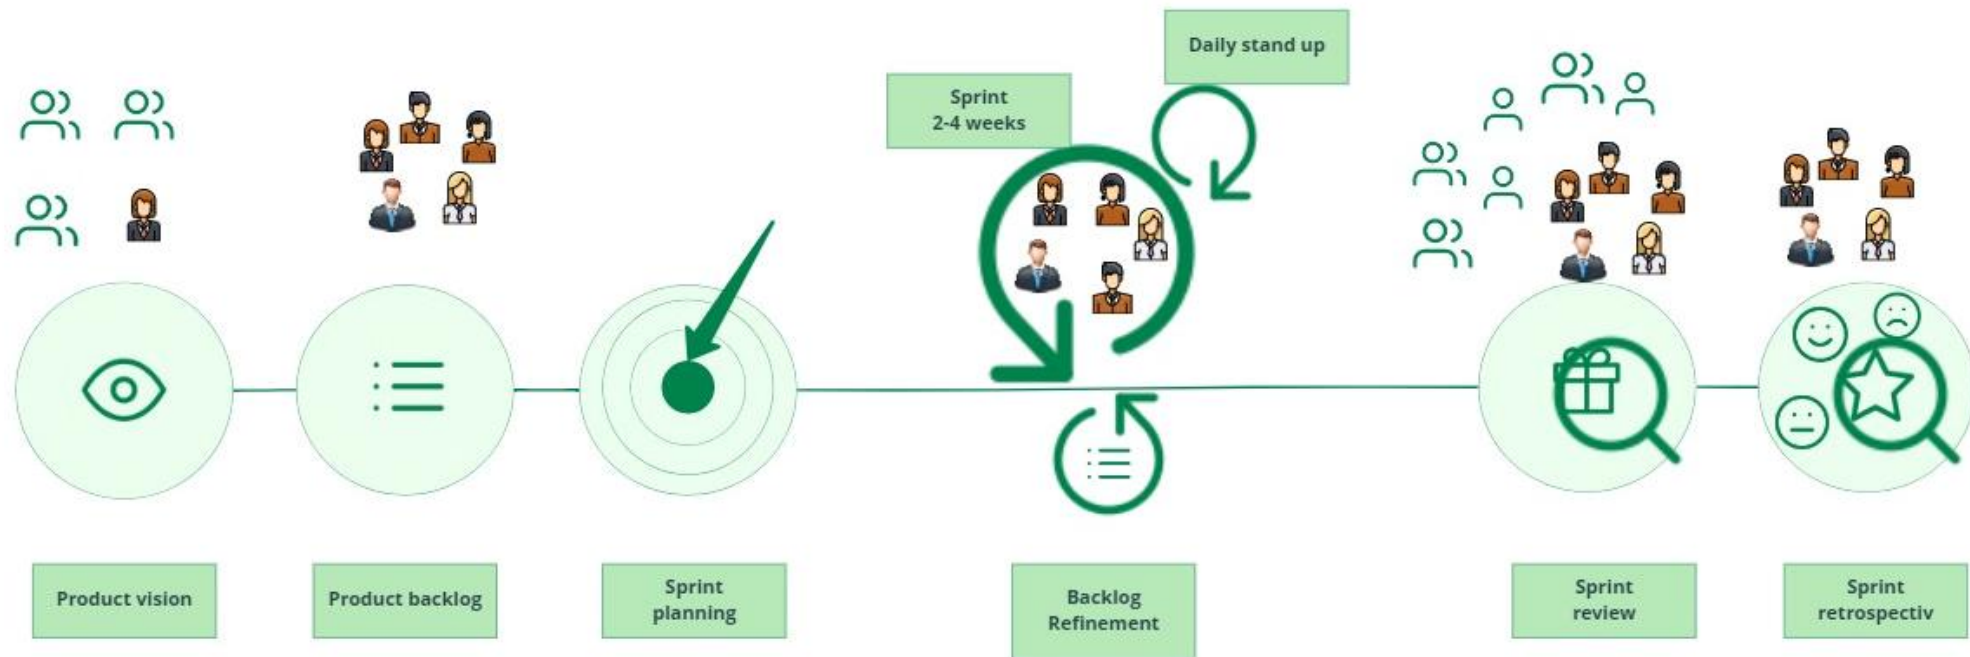 Daily stand up
Sprint
2-4 weeks
Product vision
Product backlog
Sprint
planning
Backlog
Refinement
Sprint
review
Sprint
retrospectiv